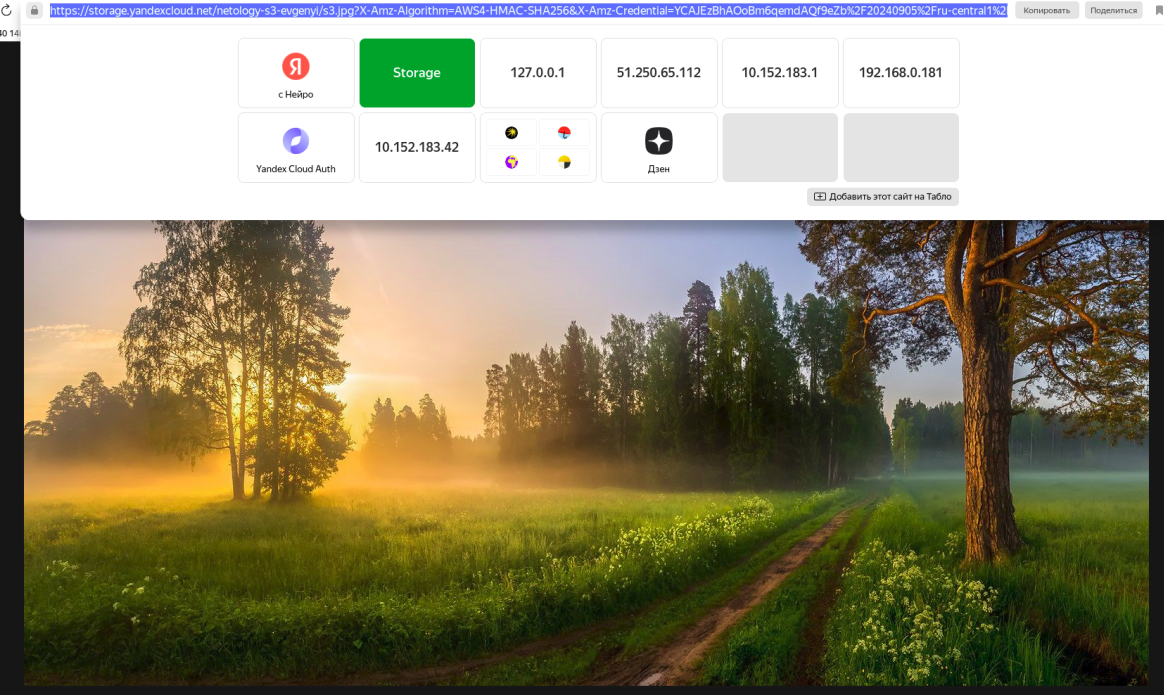 https://storage.yandexcloud.net/netology-s3-evgenyi/s3.jpg?X-Amz-Algorithm=AWS4-HMAC-SHA256&X-Amz-Credential=YCAJEzBhAOoBm6qemdAQf9eZb%2F20240905%2Fru-central1%2
Копировать
Поделиться
Я
с Нейро
Storage
127.0.0.1
51.250.65.112
10.152.183.1
192.168.0.181
Yandex Cloud Auth
10.152.183.42
Дзен
Добавить этот сайт на Табло